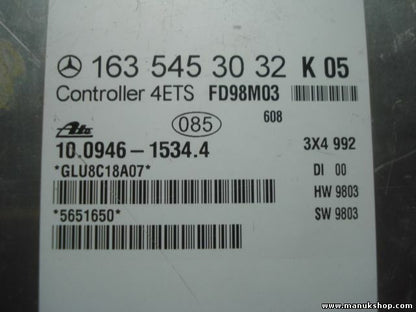 163 545 30 32 K 05
Controller 4ETS FD98M03
608
Ate 085
10.0946-1534.4 3X4 992
*GLU8C18A07* DI 00
HW 9803
*5651650* SW 9803
www.manukshop.com